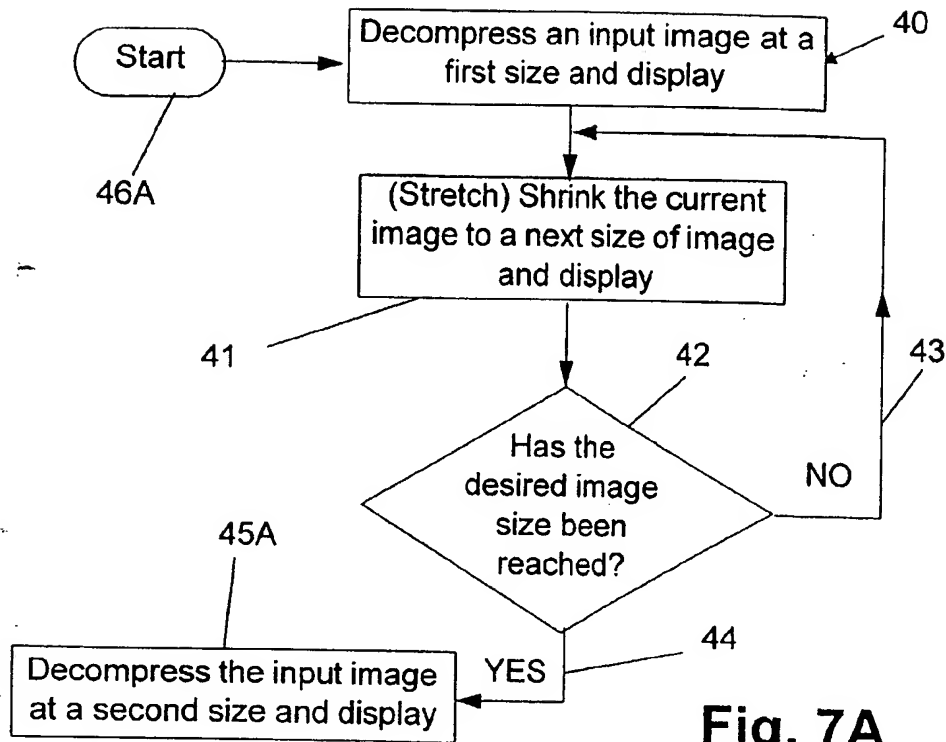 Start
Decompress an input image at a
first size and display
40
46A
(Stretch) Shrink the current
image to a next size of image
and display
41
42
43
Has the
desired image
size been
reached?
NO
45A
44
YES
Decompress the input image
at a second size and display
Fig. 7A